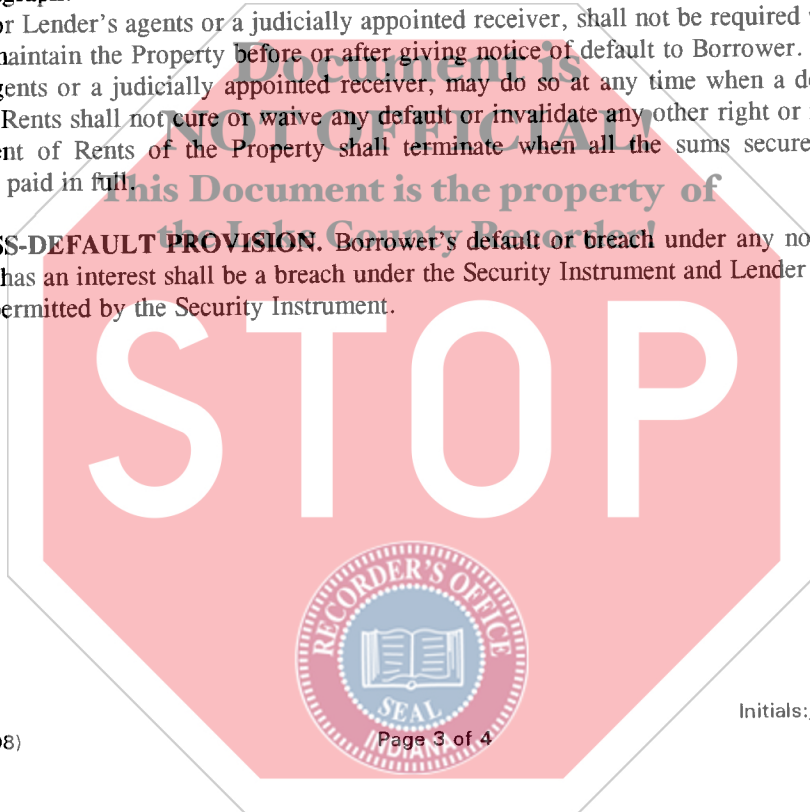 or Lender's agents or a judicially appointed receiver, shall not be required
maintain the Property before or after giving notice of default to Borrower.
gents or a judicially appointed receiver, may do so at any time when a d
Rents shall not cure or waive any default or invalidate any other right or
nt of Rents of the Property shall terminate when all the sums secure
paid in full.
Document is
NOT OFFICIAL!
This Document is the property of
the Lake County Recorder!
SS-DEFAULT PROVISION. Borrower's default or breach under any no
has an interest shall be a breach under the Security Instrument and Lender
ermitted by the Security Instrument.
STOP
RECORDER'S OFFICE
SEAL
INDIANA
Initials:
08)
Page 3 of 4